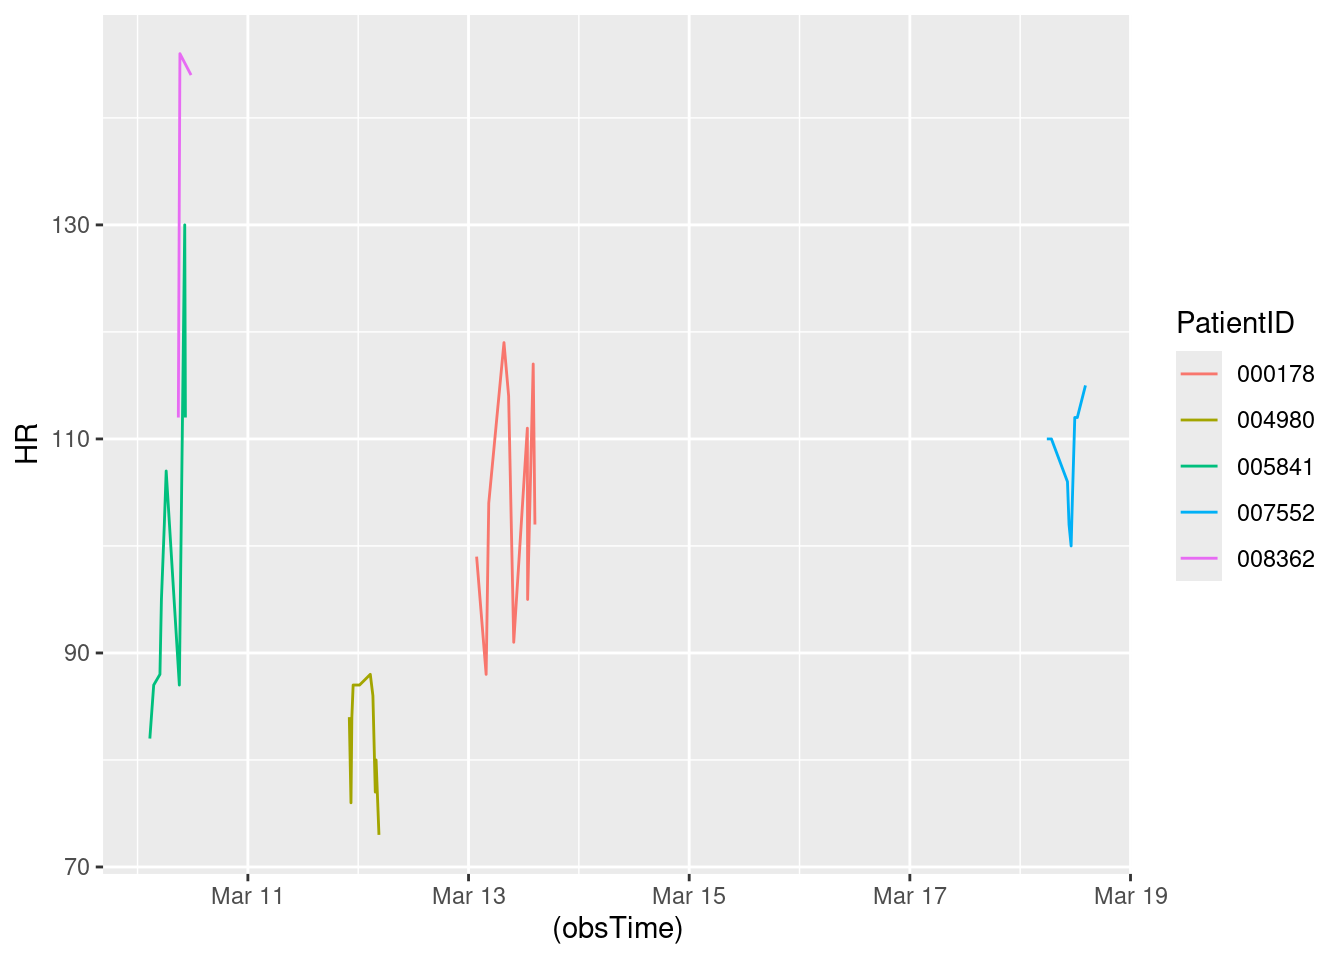 130
110
90
70
HR
Mar 11
Mar 13
Mar 15
Mar 17
Mar 19
(obsTime)
PatientID
000178
004980
005841
007552
008362